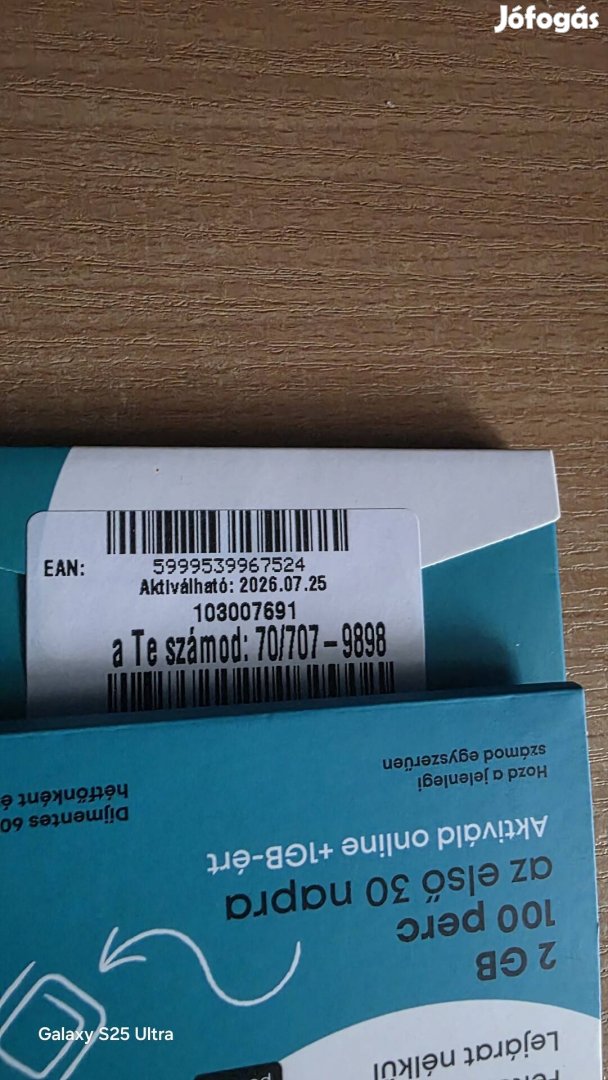 Jófogás
EAN:
5999539967524
Aktiválható: 2026.07.25
103007691
a Te számod: 70/707-9898
Lejárat nélkül
2 GB
100 perc
az első 30 napra
Aktiváld online +1GB-ért
Hozd a jelenlegi
számod egyszerűen
Díjmentes 60
hétfőnként é
Galaxy S25 Ultra